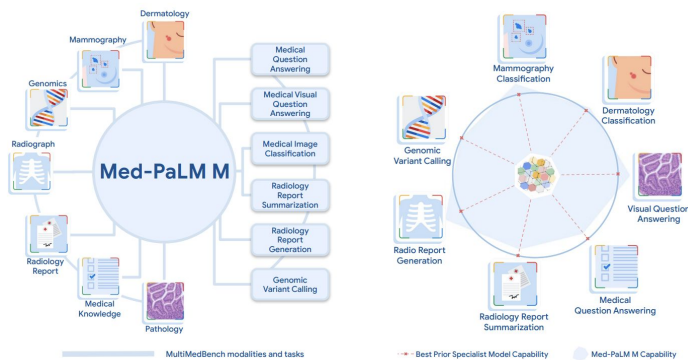 Dermatology
Mammography
Genomics
Radiograph
Radiology
Report
Medical
Knowledge
Pathology
Med-PaLM M
Medical
Question
Answering
Medical Visual
Question
Answering
Medical Image
Classification
Radiology
Report
Summarization
Radiology
Report
Generation
Genomic
Variant Calling
MultiMedBench modalities and tasks
Mammography
Classification
Dermatology
Classification
Genomic
Variant Calling
Visual Question
Answering
Radio Report
Generation
Medical
Question Answering
Radiology Report
Summarization
Best Prior Specialist Model Capability
Med-PaLM M Capability